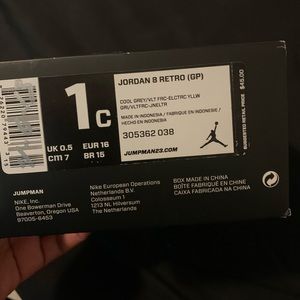 JORDAN 8 RETRO (GP)
1c
UK 0.5
EUR 16
CM 7
BR 15
COOL GREY/VLT FRC-ELCTRC YLLW
GRI/VLTFRC-JNELTR
MADE IN INDONESIA / FABRIQUE EN INDONESIE /
HECHO EN INDONESIA
305362 038
JUMPMAN23.COM
SUGGESTED RETAIL PRICE
$45.00
JUMPMAN
NIKE, Inc.
One Bowerman Drive
Beaverton, Oregon USA
97005-6453
Nike European Operations
Netherlands B.V.
Colosseum 1
1213 NL Hilversum
The Netherlands
BOX MADE IN CHINA
BOÎTE FABRIQUÉE EN CHINE
CAJA FABRICADA EN CHINA